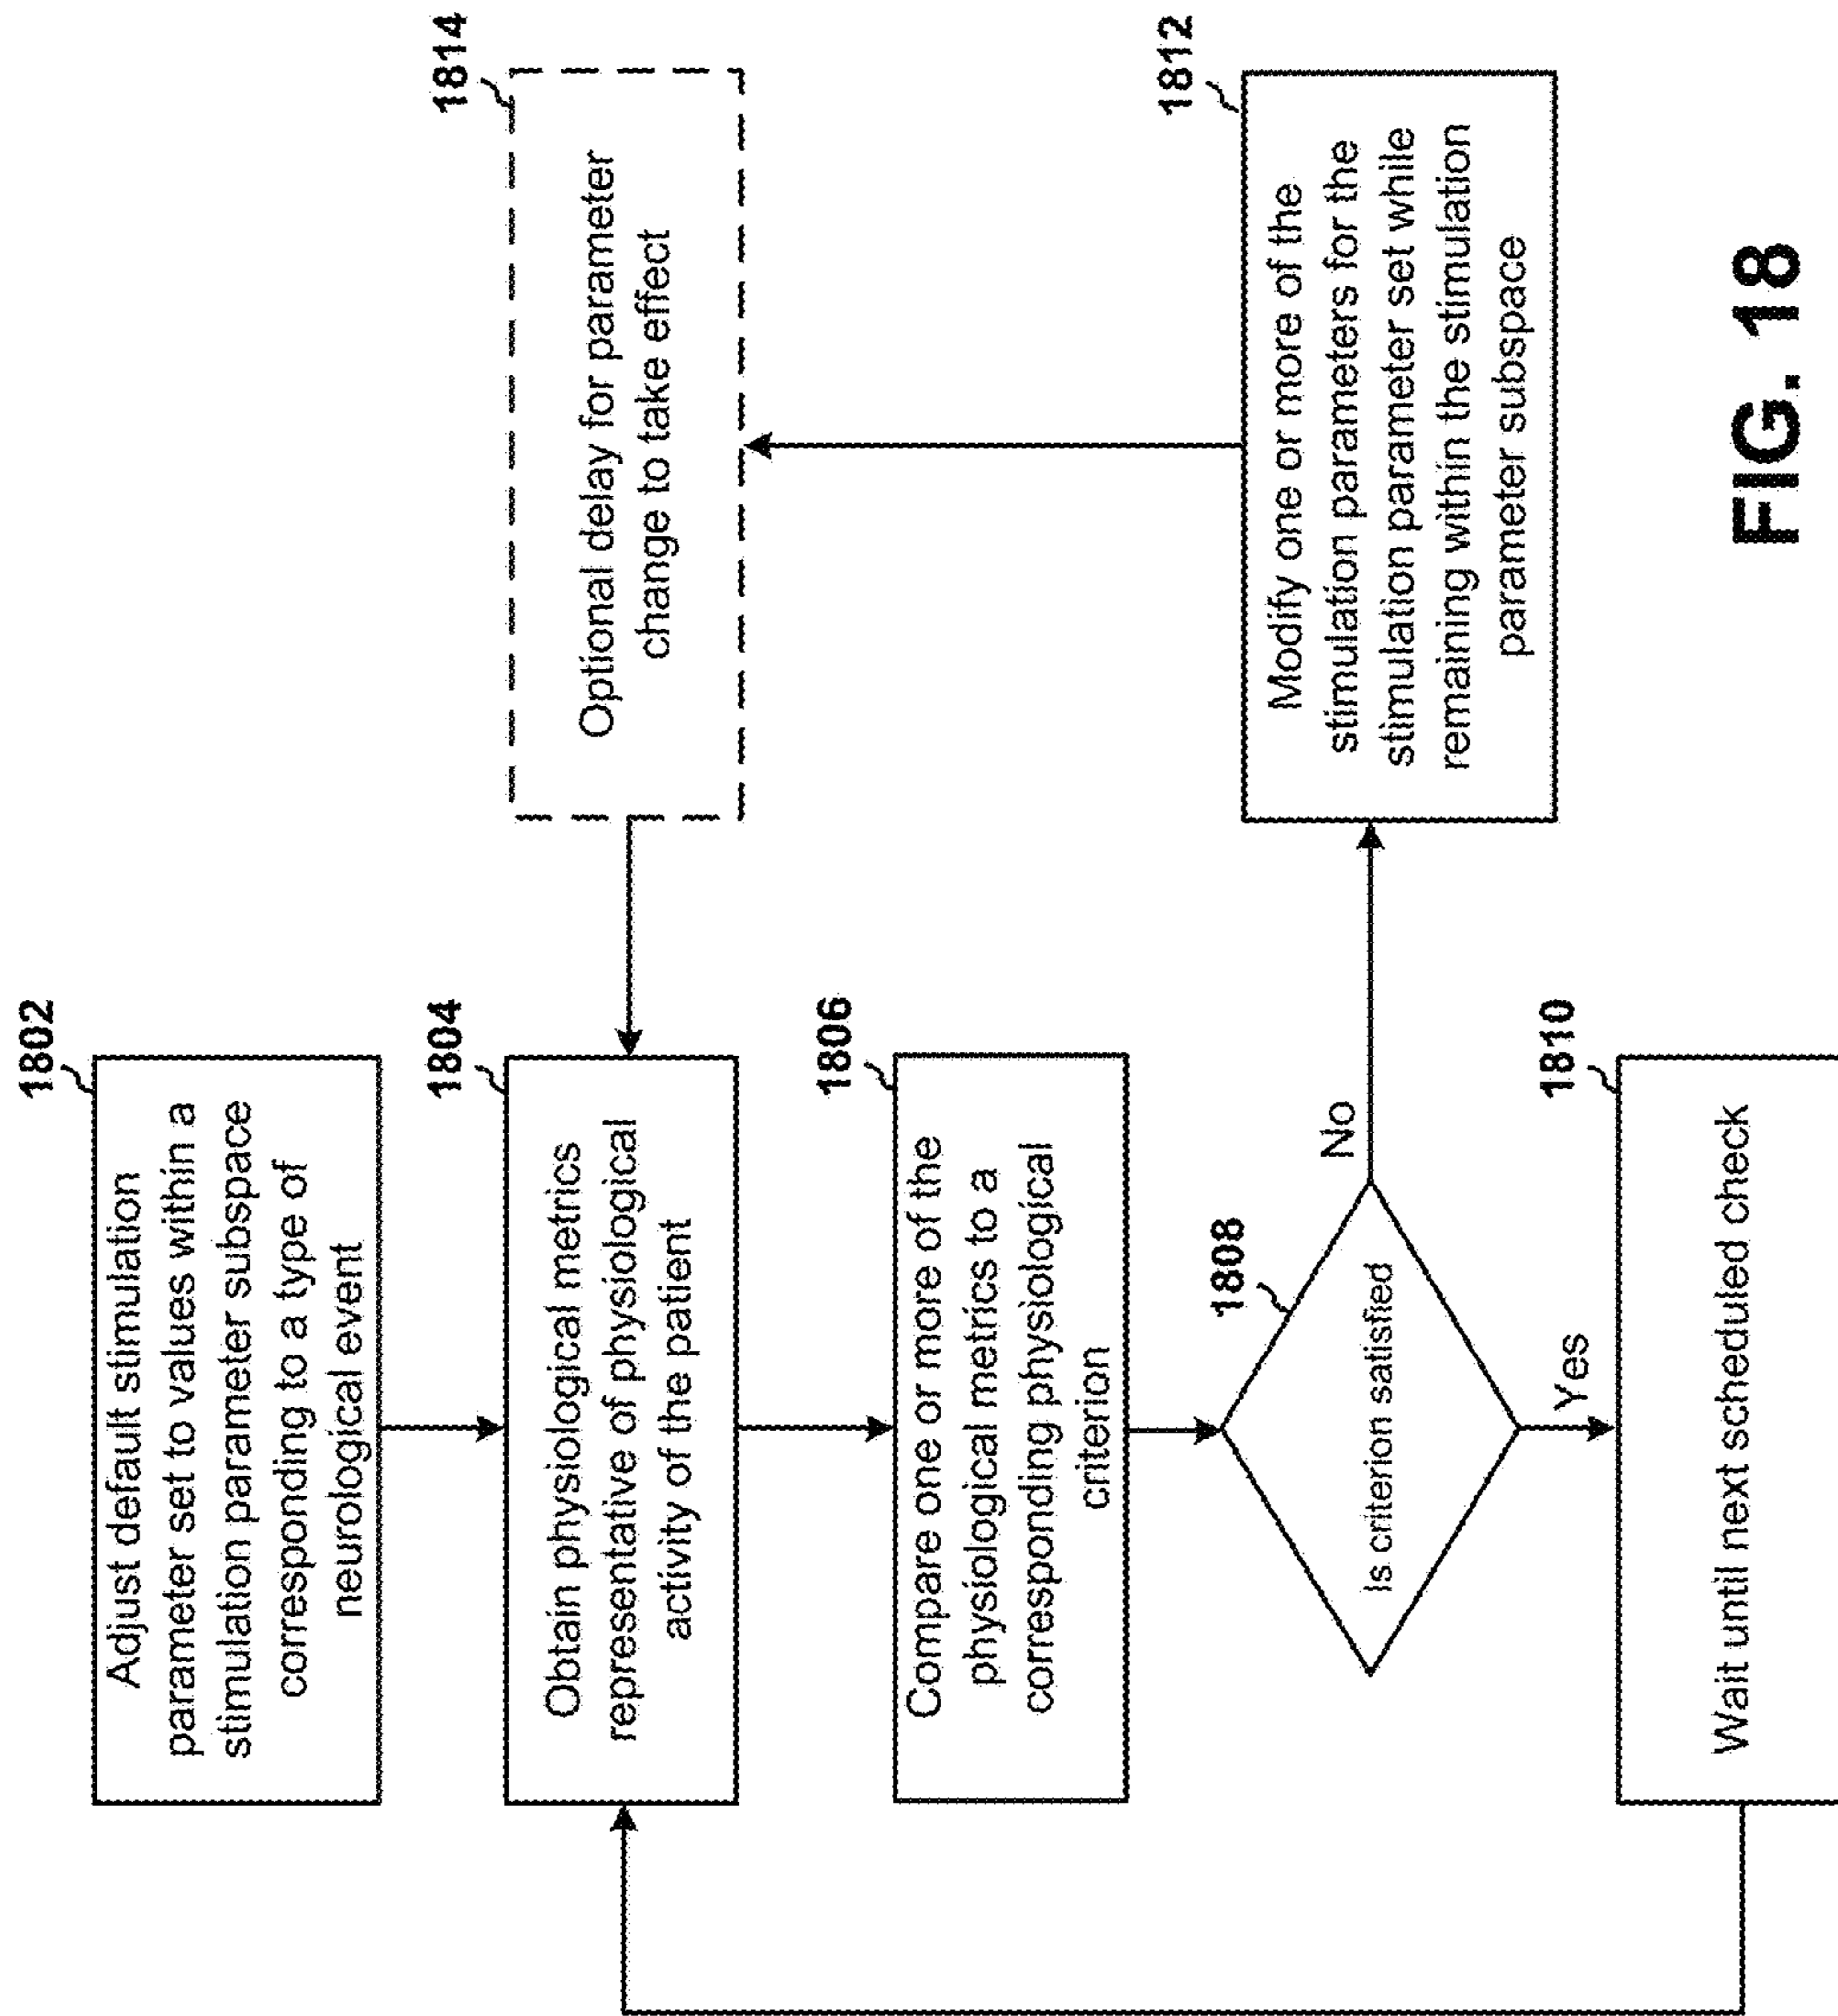 1802
Adjust default stimulation
parameter set to values within a
stimulation parameter subspace
corresponding to a type of
neurological event
1804
Obtain physiological metrics
representative of physiological
activity of the patient
1806
Compare one or more of the
physiological metrics to a
corresponding physiological
criterion
1808
Is criterion satisfied
No
Yes
1810
Wait until next scheduled check
1812
Modify one or more of the
stimulation parameters for the
stimulation parameter set while
remaining within the stimulation
parameter subspace
1814
Optional delay for parameter
change to take effect
FIG. 18